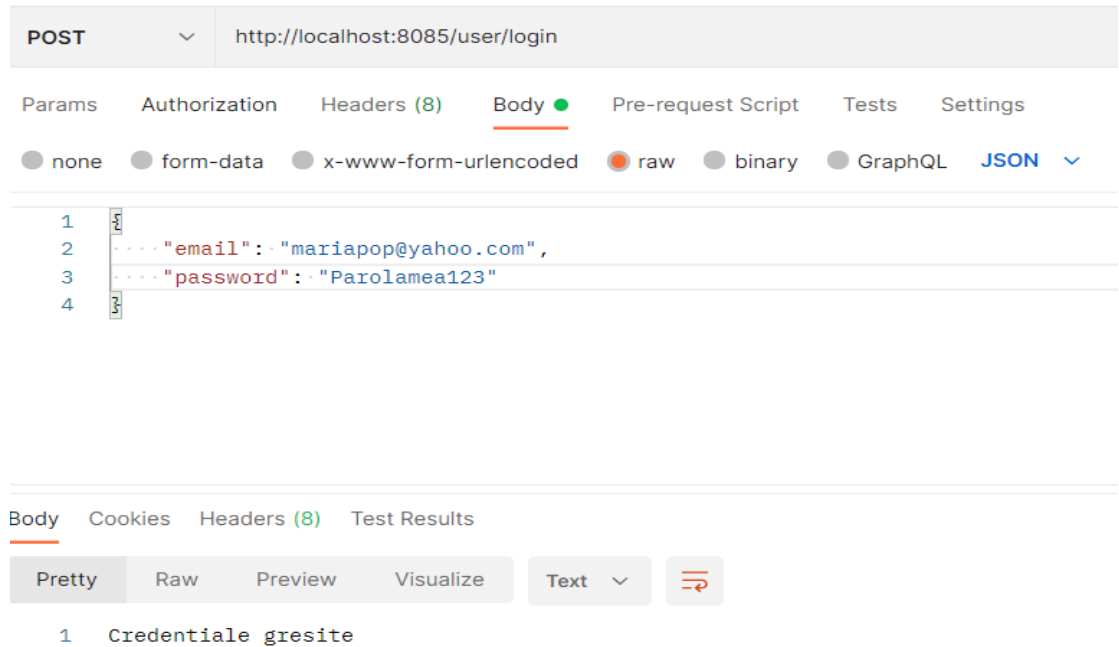 POST http://localhost:8085/user/login
Params Authorization Headers (8) Body Pre-request Script Tests Settings
none form-data x-www-form-urlencoded raw binary GraphQL JSON
1 {
2 "email": "mariapop@yahoo.com",
3 "password": "Parolamea123"
4 }
Body Cookies Headers (8) Test Results
Pretty Raw Preview Visualize Text
1 Credentiale gresite